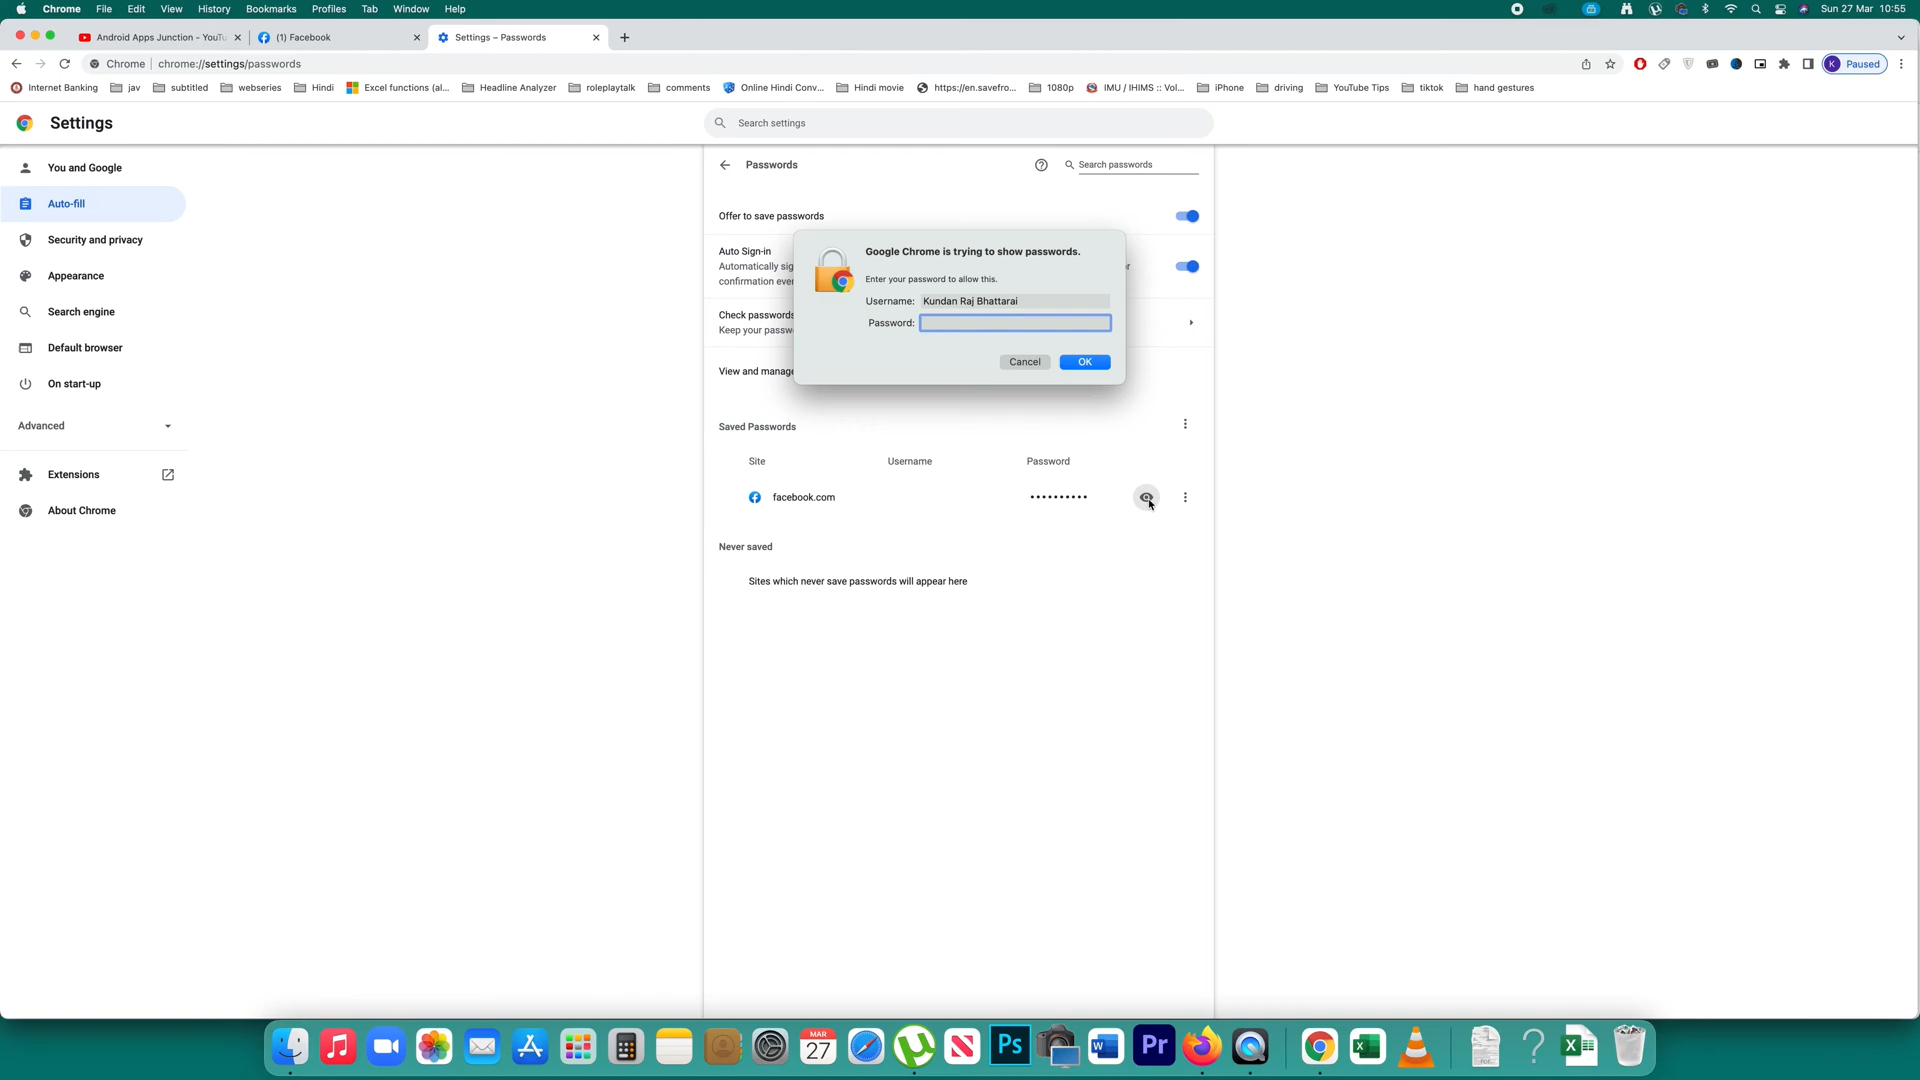 Chrome File Edit View History Bookmarks Profiles Tab Window Help
Sun 27 Mar 10:55
Android Apps Junction - YouTu
(1) Facebook
Settings – Passwords
Chrome chrome://settings/passwords
K Paused
Internet Banking jav subtitled webseries Hindi Excel functions (al... Headline Analyzer roleplaytalk comments Online Hindi Conv... Hindi movie https://en.savefro... 1080p IMU / IHIMS :: Vol... iPhone driving YouTube Tips tiktok hand gestures
Settings
Search settings
You and Google
Auto-fill
Security and privacy
Appearance
Search engine
Default browser
On start-up
Advanced
Extensions
About Chrome
Passwords
Search passwords
Offer to save passwords
Auto Sign-in
Automatically sig
r
confirmation eve
Check passwords
Keep your passw
View and manage
Google Chrome is trying to show passwords.
Enter your password to allow this.
Username: Kundan Raj Bhattarai
Password:
Cancel OK
Saved Passwords
Site Username Password
facebook.com ••••••••••
Never saved
Sites which never save passwords will appear here
MAR
27
Ps
W
Pr
X
PDF
X